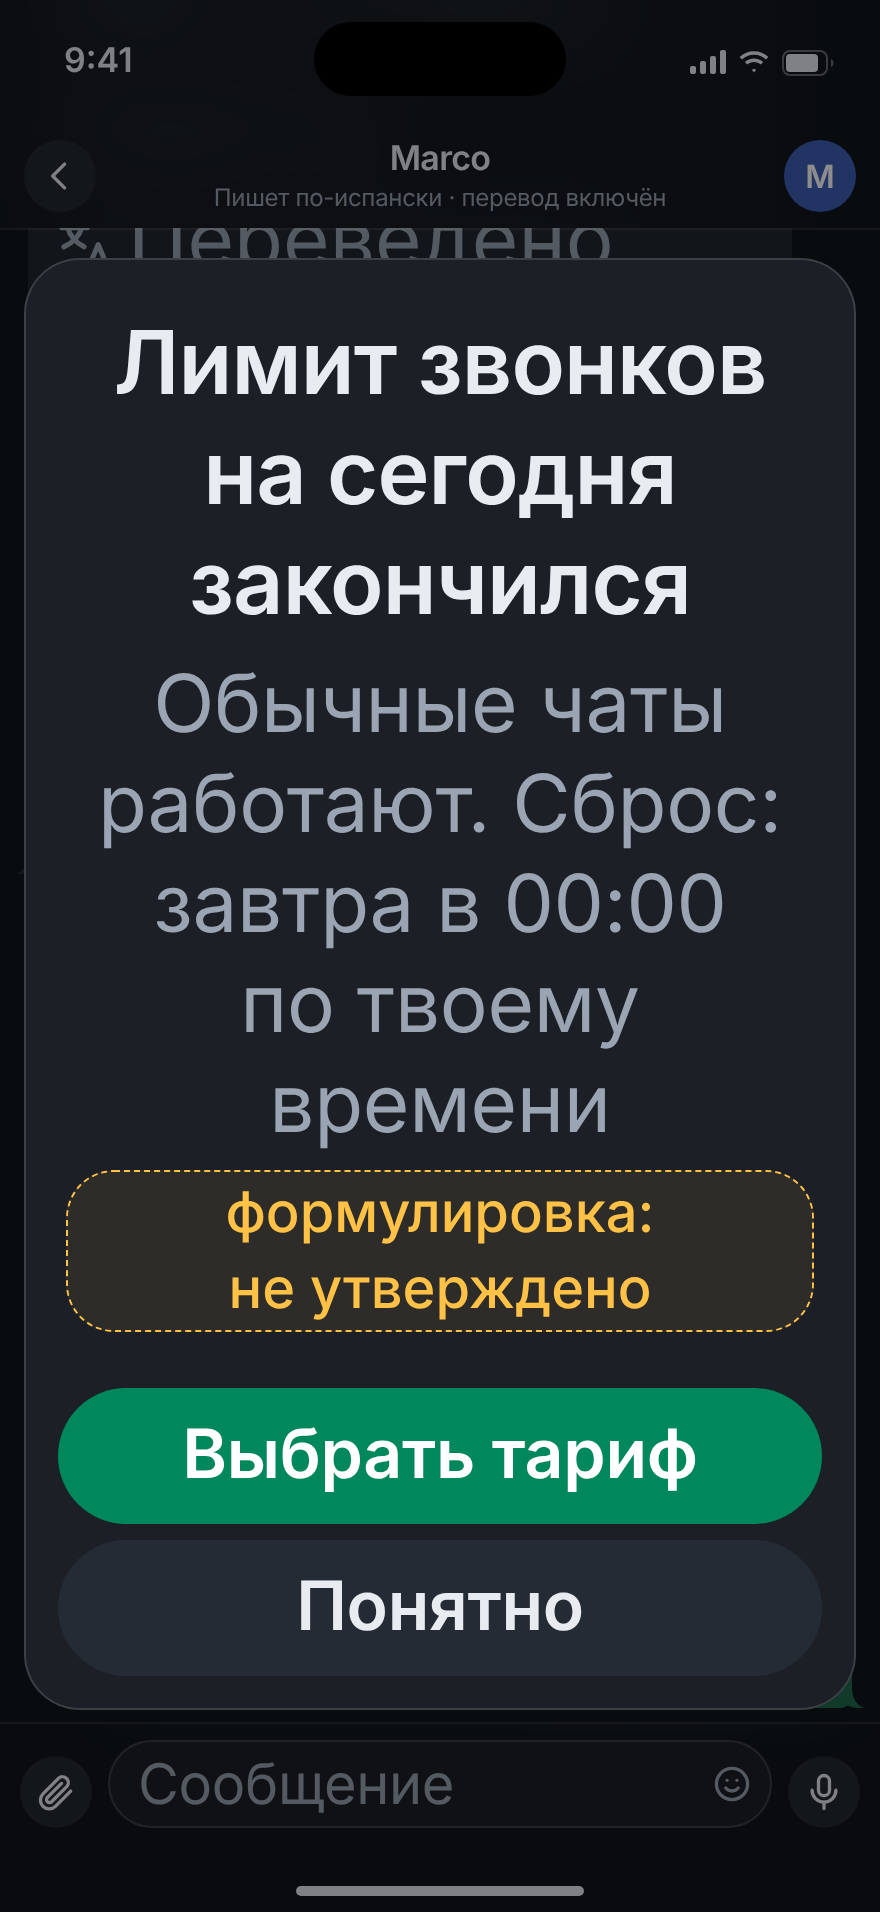 9:41
Marco
Пишет по-испански · перевод включён
M
Переведено
Лимит звонков
на сегодня
закончился
Обычные чаты
работают. Сброс:
завтра в 00:00
по твоему
времени
формулировка:
не утверждено
Выбрать тариф
Понятно
Сообщение